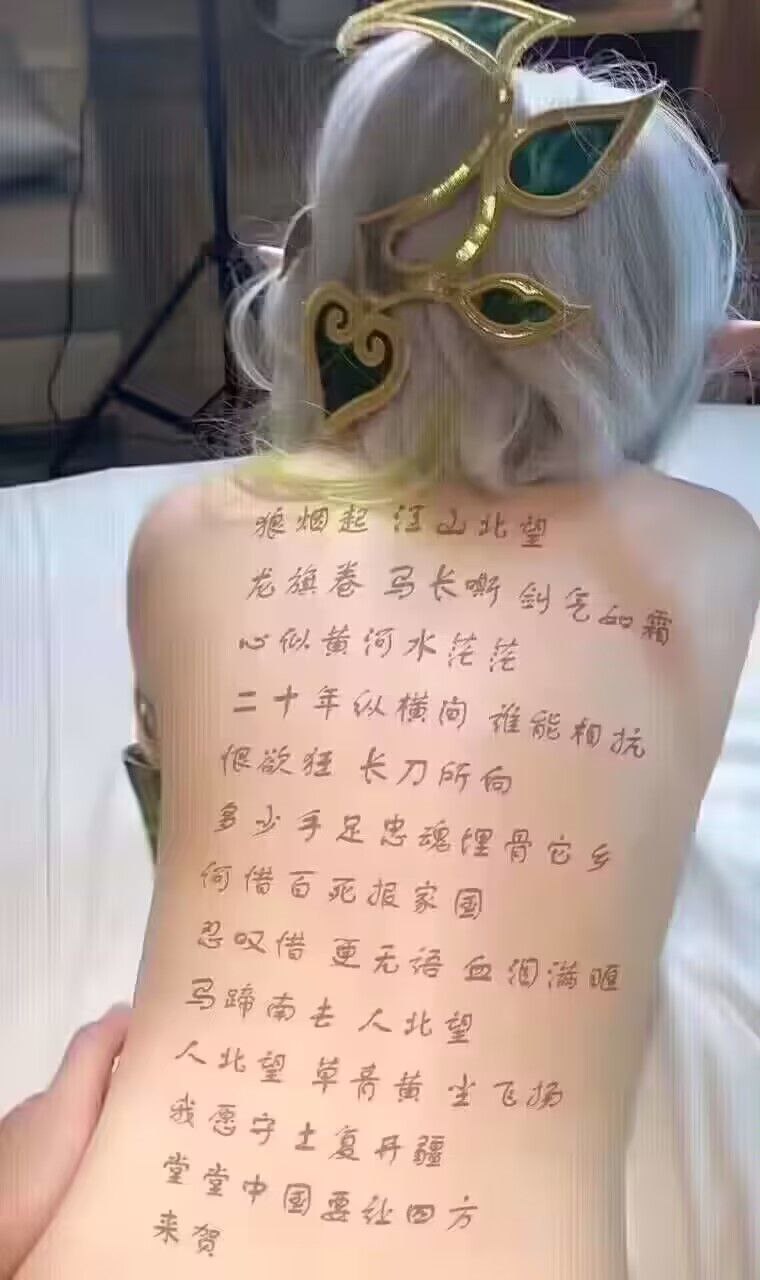 狼烟起 江山北望
龙旗卷 马长嘶 剑气如霜
心似黄河水茫茫
二十年纵横间 谁能相抗
恨欲狂 长刀所向
多少手足忠魂埋骨它乡
何惜百死报家国
忍叹惜 更无语 血泪满眶
马蹄南去 人北望
人北望 草青黄 尘飞扬
我愿守土复开疆
堂堂中国要让四方
来贺